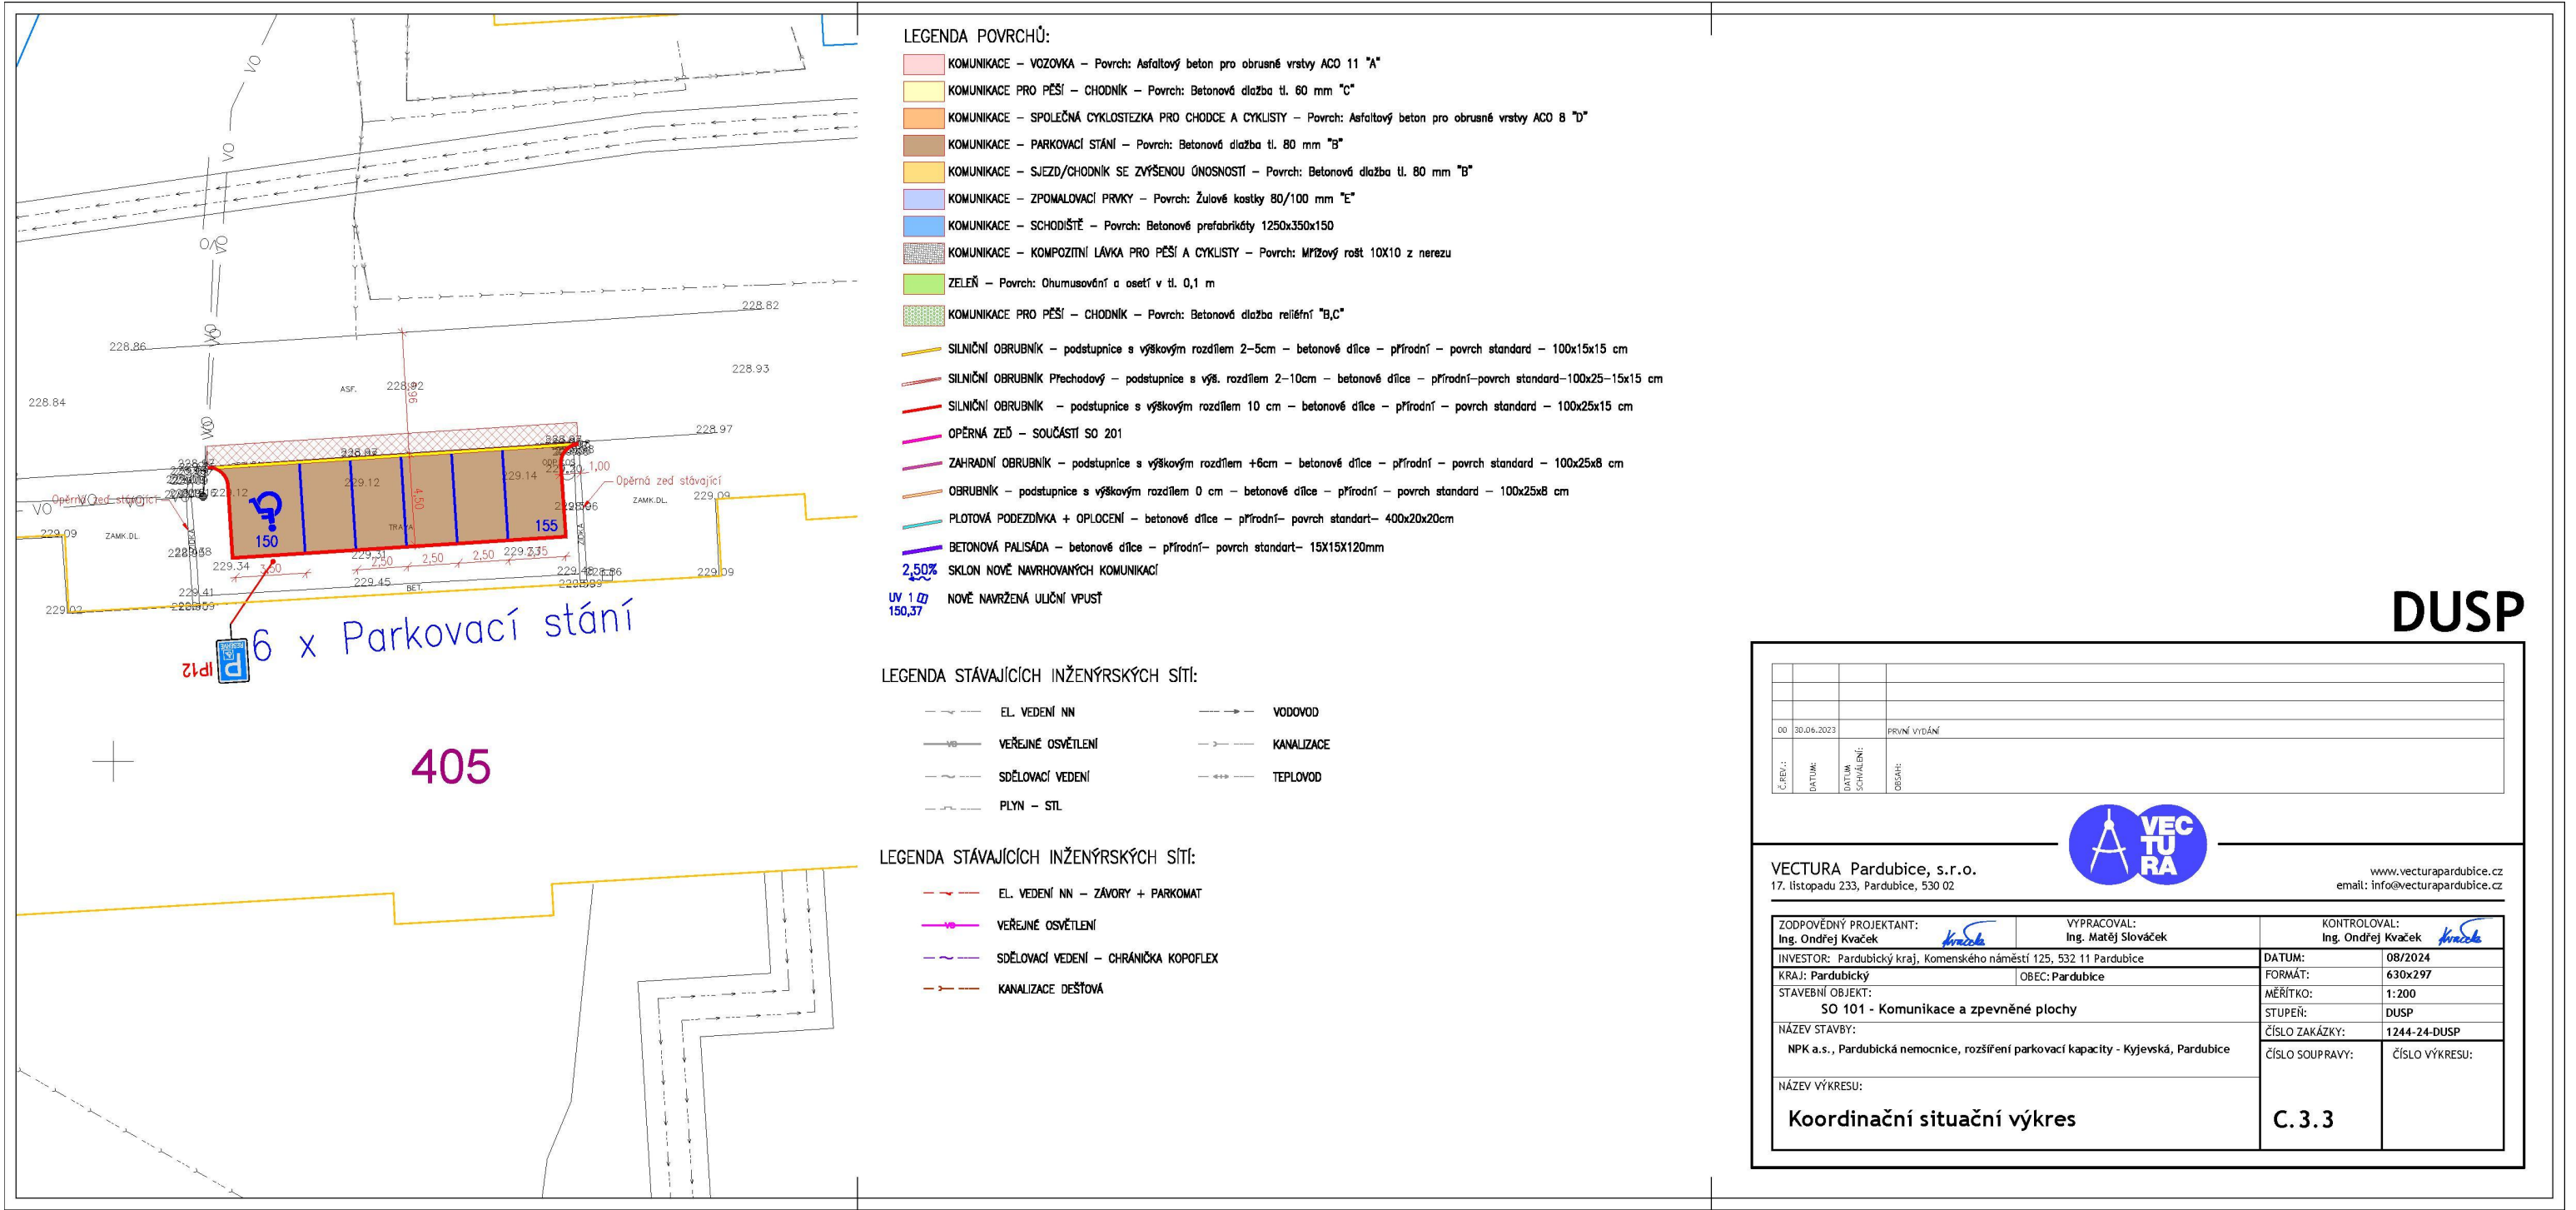 VO
VO
VO
VO
228.82
228.86
228.93
ASF.
228.92
228.84
228.97
1,00
Opěrná zed stávající
229.12
229.12
229.14
4,50
ZAMK.DL.
229.09
VO
VO
VO
TRAVA
150
155
229.09
ZAMK.DL.
229.34
3,50
229.31
2,50
2,50
2,50
229.45
BET.
229.41
229.09
229.02
6 x Parkovací stání
IP12
405
LEGENDA POVRCHŮ:
KOMUNIKACE – VOZOVKA – Povrch: Asfaltový beton pro obrusné vrstvy ACO 11 "A"
KOMUNIKACE PRO PĚŠÍ – CHODNÍK – Povrch: Betonová dlažba tl. 60 mm "C"
KOMUNIKACE – SPOLEČNÁ CYKLOSTEZKA PRO CHODCE A CYKLISTY – Povrch: Asfaltový beton pro obrusné vrstvy ACO 8 "D"
KOMUNIKACE – PARKOVACÍ STÁNÍ – Povrch: Betonová dlažba tl. 80 mm "B"
KOMUNIKACE – SJEZD/CHODNÍK SE ZVÝŠENOU ÚNOSNOSTÍ – Povrch: Betonová dlažba tl. 80 mm "B"
KOMUNIKACE – ZPOMALOVACÍ PRVKY – Povrch: Žulové kostky 80/100 mm "E"
KOMUNIKACE – SCHODIŠTĚ – Povrch: Betonové prefabrikáty 1250x350x150
KOMUNIKACE – KOMPOZITNÍ LÁVKA PRO PĚŠÍ A CYKLISTY – Povrch: Mřížový rošt 10X10 z nerezu
ZELEŇ – Povrch: Ohumusování a osetí v tl. 0,1 m
KOMUNIKACE PRO PĚŠÍ – CHODNÍK – Povrch: Betonová dlažba reliéfní "B,C"
SILNIČNÍ OBRUBNÍK – podstupnice s výškovým rozdílem 2–5cm – betonové dílce – přírodní – povrch standard – 100x15x15 cm
SILNIČNÍ OBRUBNÍK Přechodový – podstupnice s výš. rozdílem 2–10cm – betonové dílce – přírodní–povrch standard–100x25–15x15 cm
SILNIČNÍ OBRUBNÍK – podstupnice s výškovým rozdílem 10 cm – betonové dílce – přírodní – povrch standard – 100x25x15 cm
OPĚRNÁ ZEĎ – SOUČÁSTÍ SO 201
ZAHRADNÍ OBRUBNÍK – podstupnice s výškovým rozdílem +6cm – betonové dílce – přírodní – povrch standard – 100x25x8 cm
OBRUBNÍK – podstupnice s výškovým rozdílem 0 cm – betonové dílce – přírodní – povrch standard – 100x25x8 cm
PLOTOVÁ PODEZDÍVKA + OPLOCENÍ – betonové dílce – přírodní– povrch standart– 400x20x20cm
BETONOVÁ PALISÁDA – betonové dílce – přírodní– povrch standart– 15X15X120mm
2,50% SKLON NOVĚ NAVRHOVANÝCH KOMUNIKACÍ
UV 1 NOVĚ NAVRŽENÁ ULIČNÍ VPUSŤ
150,37
LEGENDA STÁVAJÍCÍCH INŽENÝRSKÝCH SÍTÍ:
EL. VEDENÍ NN
VODOVOD
VEŘEJNÉ OSVĚTLENÍ
KANALIZACE
SDĚLOVACÍ VEDENÍ
TEPLOVOD
PLYN – STL
LEGENDA STÁVAJÍCÍCH INŽENÝRSKÝCH SÍTÍ:
EL. VEDENÍ NN – ZÁVORY + PARKOMAT
VEŘEJNÉ OSVĚTLENÍ
SDĚLOVACÍ VEDENÍ – CHRÁNIČKA KOPOFLEX
KANALIZACE DEŠŤOVÁ
DUSP
00 30.06.2023 PRVNÍ VYDÁNÍ
Č.REV.:
DATUM:
DATUM SCHVÁLENÍ:
OBSAH:
VECTURA
VECTURA Pardubice, s.r.o.
17. listopadu 233, Pardubice, 530 02
www.vecturapardubice.cz
email: info@vecturapardubice.cz
ZODPOVĚDNÝ PROJEKTANT:
Ing. Ondřej Kvaček
VYPRACOVAL:
Ing. Matěj Slováček
KONTROLOVAL:
Ing. Ondřej Kvaček
INVESTOR: Pardubický kraj, Komenského náměstí 125, 532 11 Pardubice
DATUM: 08/2024
KRAJ: Pardubický
OBEC: Pardubice
FORMÁT: 630x297
STAVEBNÍ OBJEKT:
SO 101 - Komunikace a zpevněné plochy
MĚŘÍTKO: 1:200
STUPEŇ: DUSP
NÁZEV STAVBY:
NPK a.s., Pardubická nemocnice, rozšíření parkovací kapacity - Kyjevská, Pardubice
ČÍSLO ZAKÁZKY: 1244-24-DUSP
ČÍSLO SOUPRAVY:
ČÍSLO VÝKRESU:
NÁZEV VÝKRESU:
Koordinační situační výkres
C.3.3